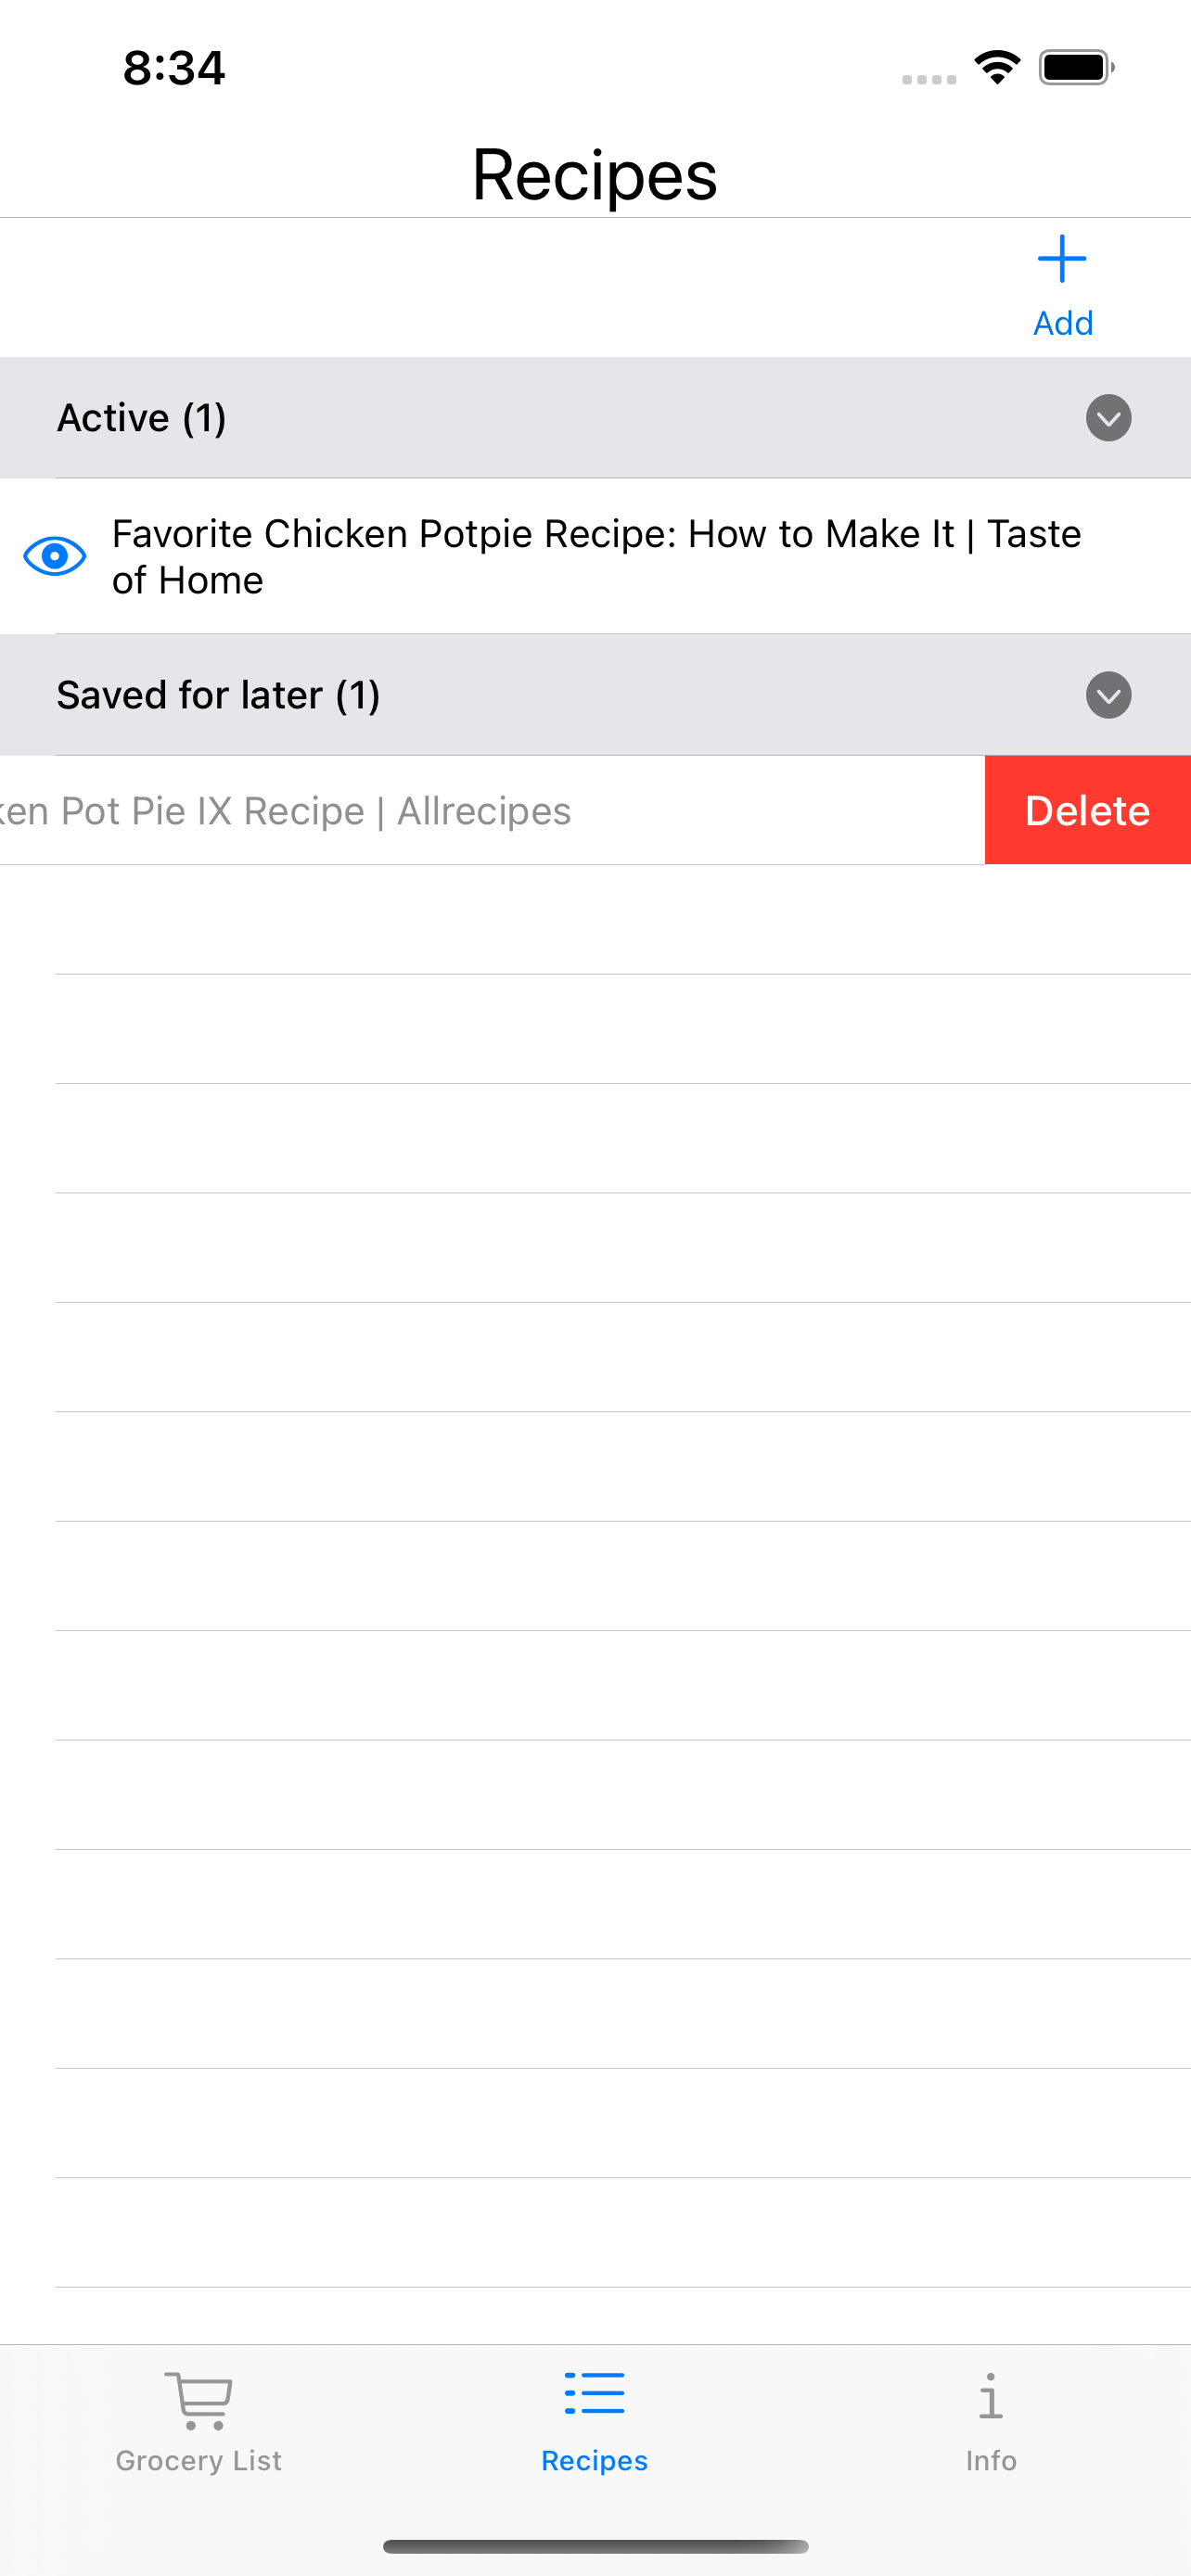 8:34
Recipes
Add
Active (1)
Favorite Chicken Potpie Recipe: How to Make It | Taste
of Home
Saved for later (1)
en Pot Pie IX Recipe | Allrecipes
Delete
Grocery List
Recipes
Info